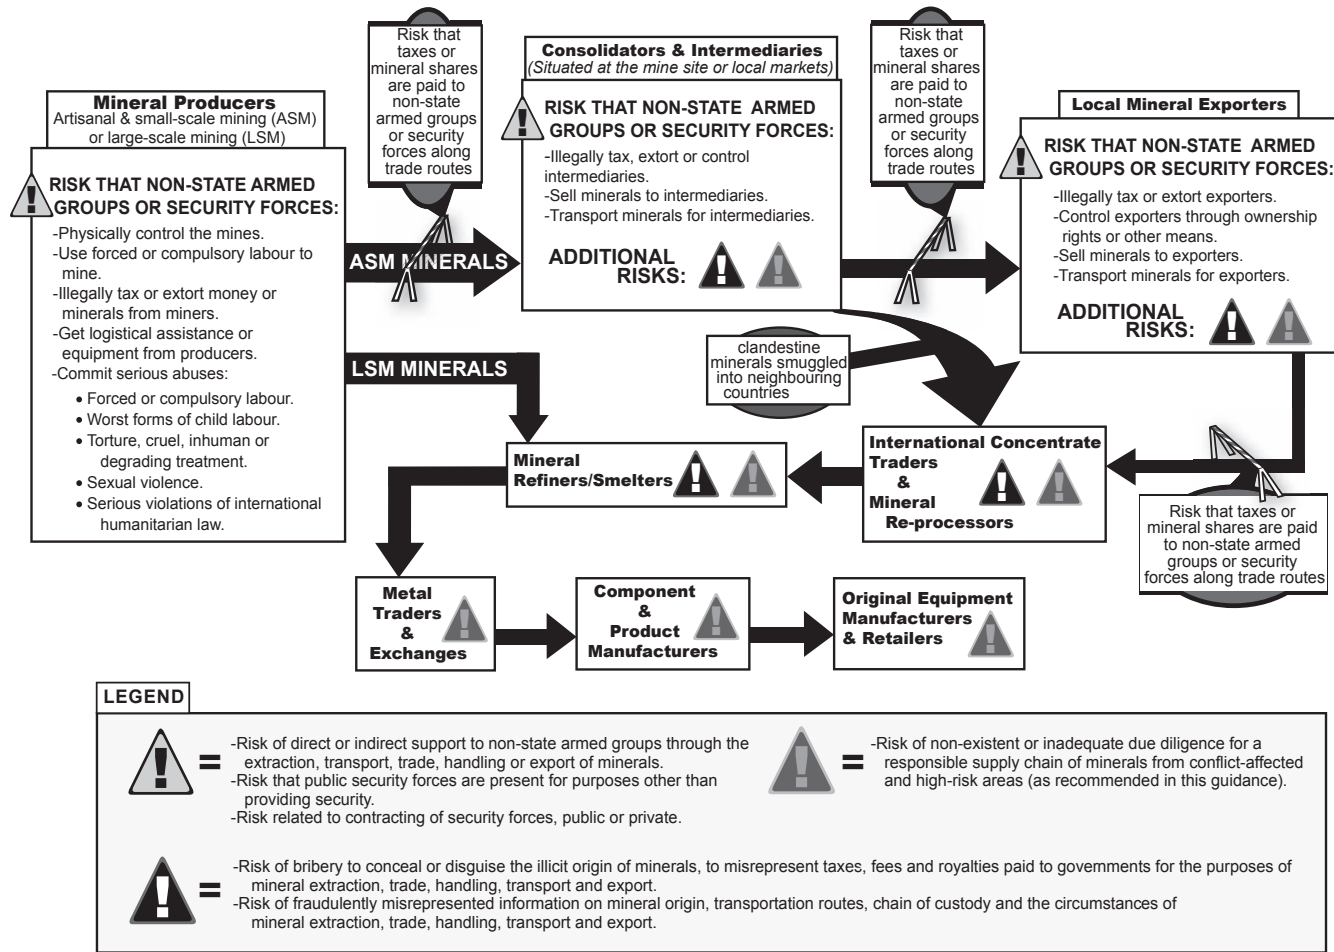 Mineral Producers
Artisanal & small-scale mining (ASM)
or large-scale mining (LSM)
!
RISK THAT NON-STATE ARMED
GROUPS OR SECURITY FORCES:
-Physically control the mines.
-Use forced or compulsory labour to
mine.
-Illegally tax or extort money or
minerals from miners.
-Get logistical assistance or
equipment from producers.
-Commit serious abuses:
• Forced or compulsory labour.
• Worst forms of child labour.
• Torture, cruel, inhuman or
degrading treatment.
• Sexual violence.
• Serious violations of international
humanitarian law.
Risk that
taxes or
mineral shares
are paid to
non-state
armed groups
or security
forces along
trade routes
ASM MINERALS
LSM MINERALS
Consolidators & Intermediaries
(Situated at the mine site or local markets)
!
RISK THAT NON-STATE ARMED
GROUPS OR SECURITY FORCES:
-Illegally tax, extort or control
intermediaries.
-Sell minerals to intermediaries.
-Transport minerals for intermediaries.
ADDITIONAL
RISKS:
! !
Risk that
taxes or
mineral shares
are paid to
non-state
armed groups
or security
forces along
trade routes
Local Mineral Exporters
!
RISK THAT NON-STATE ARMED
GROUPS OR SECURITY FORCES:
-Illegally tax or extort exporters.
-Control exporters through ownership
rights or other means.
-Sell minerals to exporters.
-Transport minerals for exporters.
ADDITIONAL
RISKS:
! !
clandestine
minerals smuggled
into neighbouring
countries
Risk that taxes or
mineral shares are paid
to non-state armed
groups or security
forces along trade routes
International Concentrate
Traders
&
Mineral
Re-processors
! !
Mineral
Refiners/Smelters
! !
Metal
Traders
&
Exchanges
!
Component
&
Product
Manufacturers
!
Original Equipment
Manufacturers
& Retailers
!
LEGEND
! =
-Risk of direct or indirect support to non-state armed groups through the
extraction, transport, trade, handling or export of minerals.
-Risk that public security forces are present for purposes other than
providing security.
-Risk related to contracting of security forces, public or private.
! =
-Risk of non-existent or inadequate due diligence for a
responsible supply chain of minerals from conflict-affected
and high-risk areas (as recommended in this guidance).
! =
-Risk of bribery to conceal or disguise the illicit origin of minerals, to misrepresent taxes, fees and royalties paid to governments for the purposes of
mineral extraction, trade, handling, transport and export.
-Risk of fraudulently misrepresented information on mineral origin, transportation routes, chain of custody and the circumstances of
mineral extraction, trade, handling, transport and export.